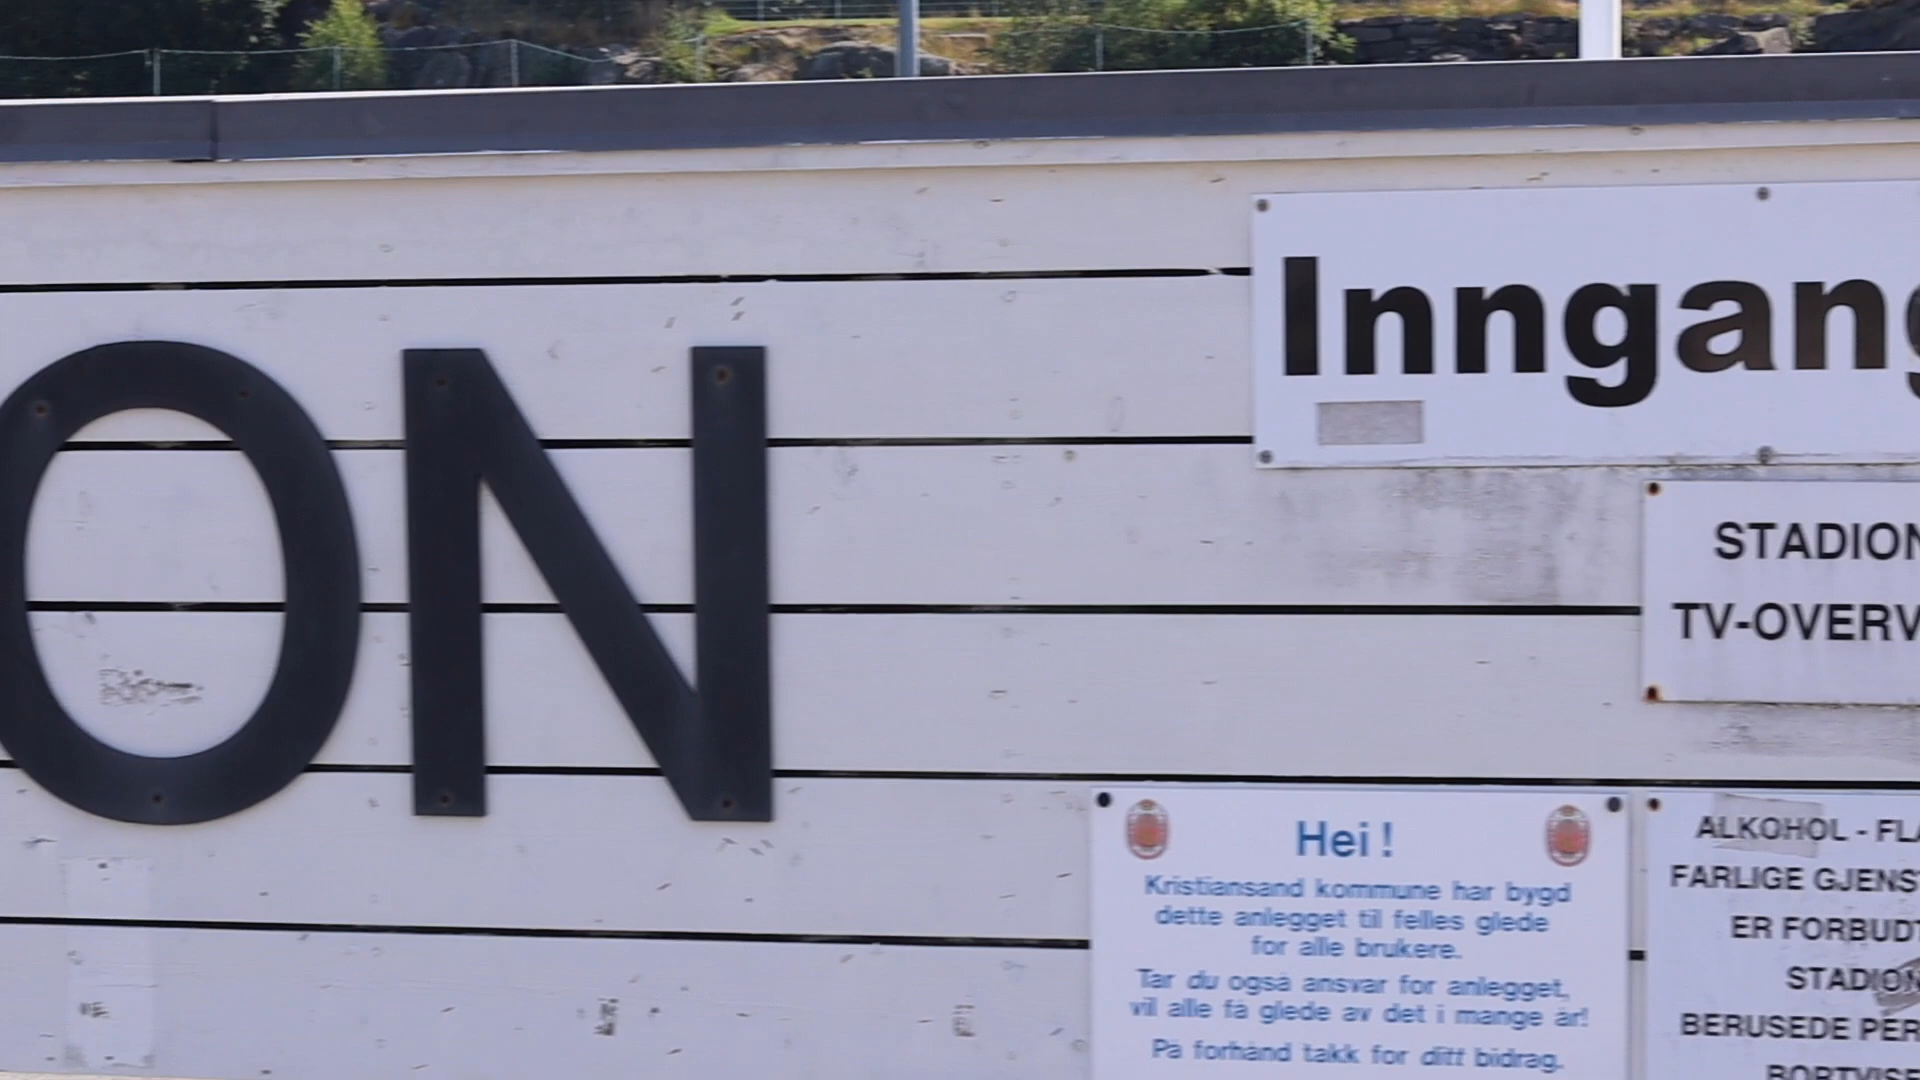 ON
Inngang
STADION
TV-OVERV
Hei !
Kristiansand kommune har bygd
dette anlegget til felles glede
for alle brukere.
Tar du også ansvar for anlegget,
vil alle få glede av det i mange år!
På forhånd takk for ditt bidrag.
ALKOHOL - FLA
FARLIGE GJENST
ER FORBUDT
STADION
BERUSEDE PER
BORTVISE